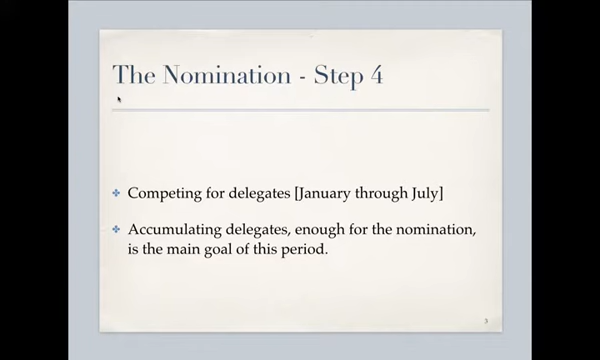 The Nomination - Step 4
Competing for delegates [January through July]
Accumulating delegates, enough for the nomination,
is the main goal of this period.
3